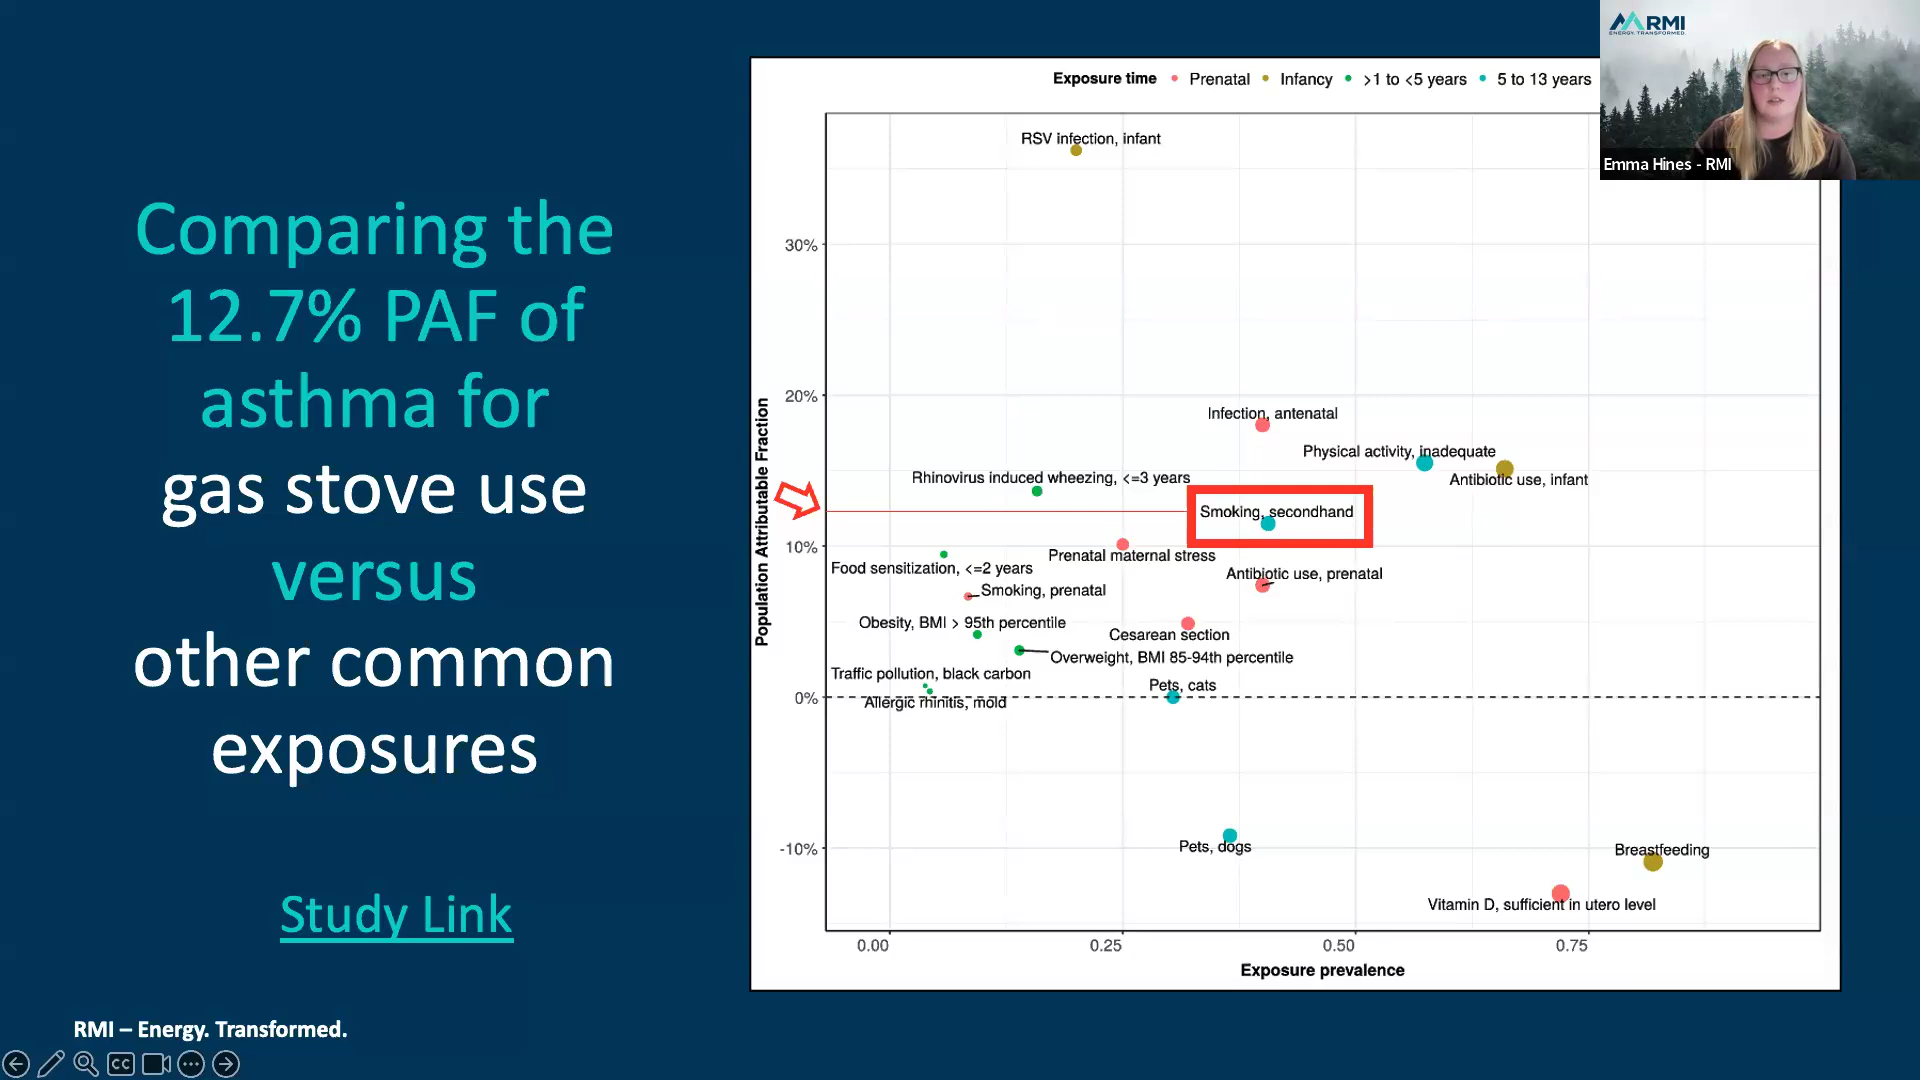 Comparing the
12.7% PAF of
asthma for
gas stove use
versus
other common
exposures
Study Link
RMI – Energy. Transformed.
Exposure time Prenatal Infancy >1 to <5 years 5 to 13 years
Population Attributable Fraction
30%
20%
10%
0%
-10%
RSV infection, infant
Infection, antenatal
Physical activity, inadequate
Rhinovirus induced wheezing, <=3 years
Antibiotic use, infant
Smoking, secondhand
Prenatal maternal stress
Food sensitization, <=2 years
Antibiotic use, prenatal
Smoking, prenatal
Obesity, BMI > 95th percentile
Cesarean section
Overweight, BMI 85-94th percentile
Traffic pollution, black carbon
Pets, cats
Allergic rhinitis, mold
Pets, dogs
Breastfeeding
Vitamin D, sufficient in utero level
0.00 0.25 0.50 0.75
Exposure prevalence
RMI
ENERGY. TRANSFORMED.
Emma Hines - RMI
CC